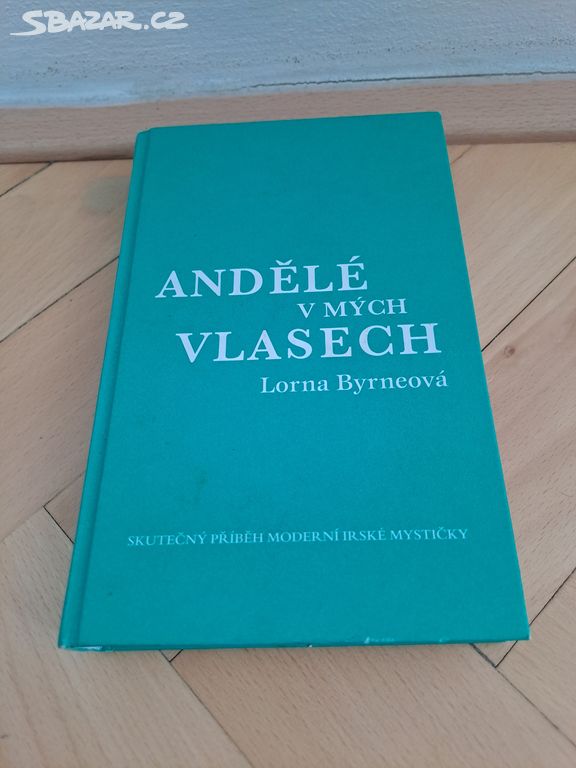 SBAZAR.CZ
ANDĚLÉ
V MÝCH
VLASECH
Lorna Byrneová
SKUTEČNÝ PŘÍBĚH MODERNÍ IRSKÉ MYSTIČKY